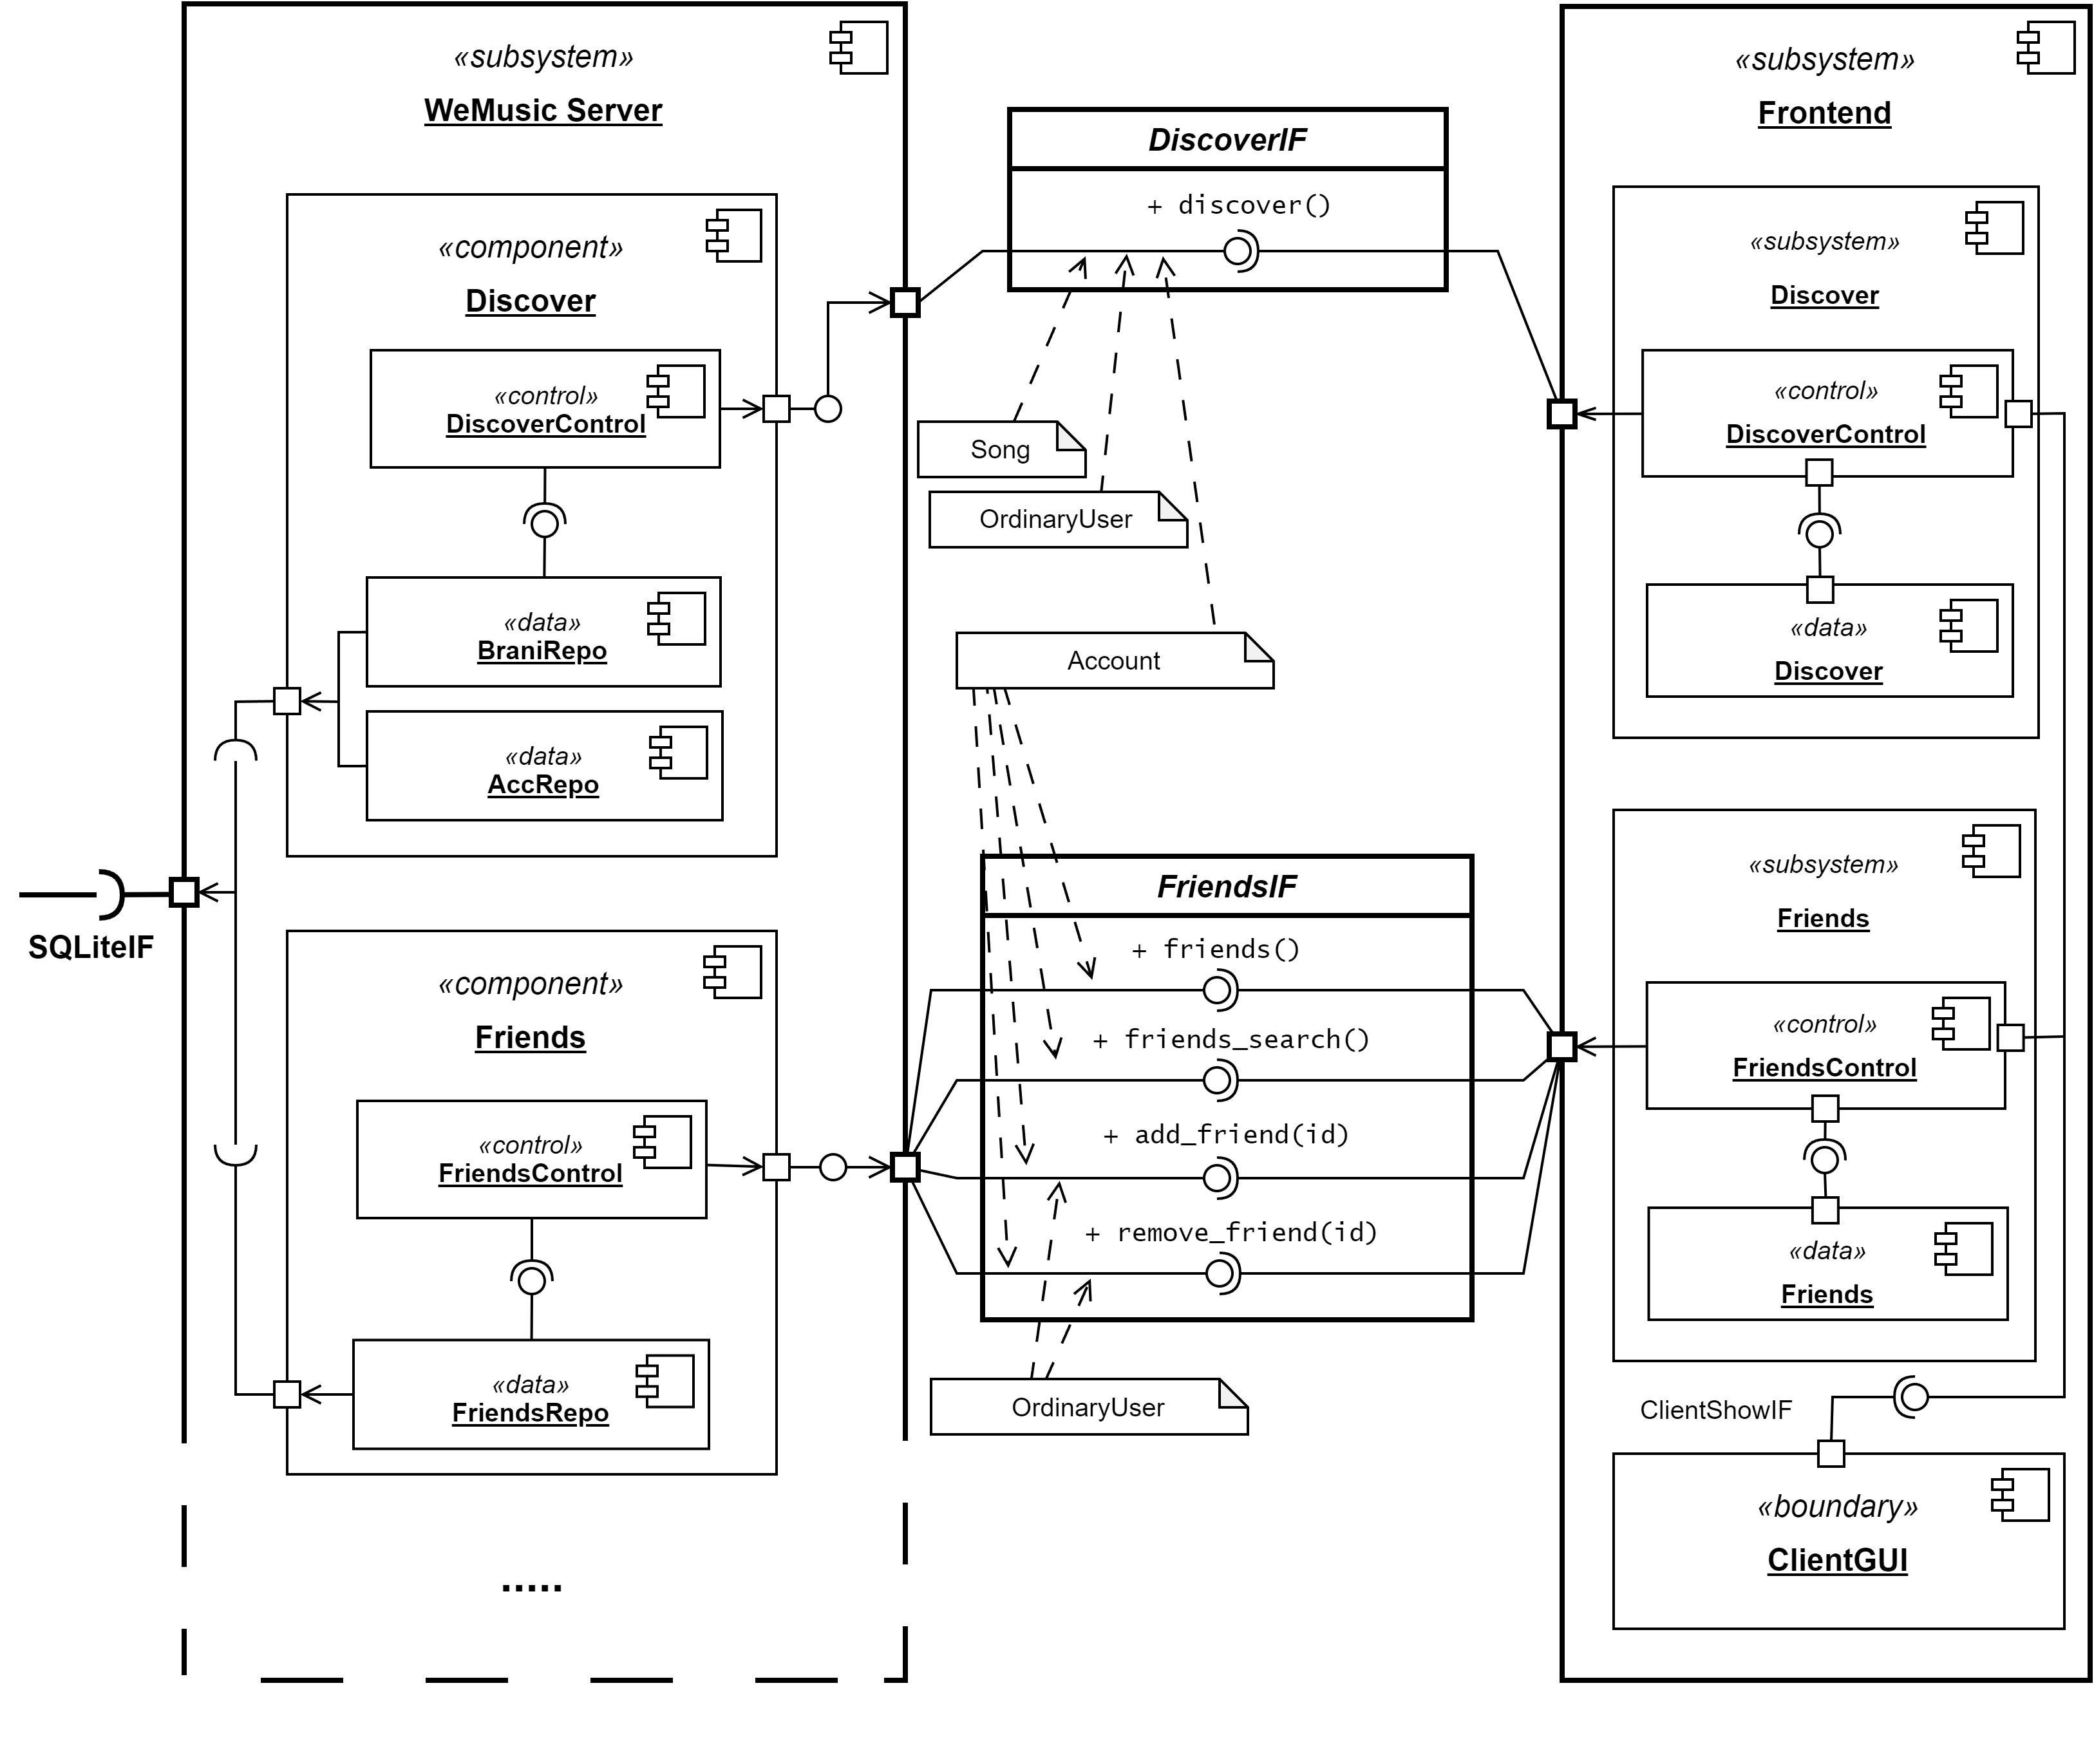 «subsystem»
WeMusic Server
«component»
Discover
«control»
DiscoverControl
«data»
BraniRepo
«data»
AccRepo
SQLiteIF
«component»
Friends
«control»
FriendsControl
«data»
FriendsRepo
.....
DiscoverIF
+ discover()
Song
OrdinaryUser
Account
FriendsIF
+ friends()
+ friends_search()
+ add_friend(id)
+ remove_friend(id)
OrdinaryUser
«subsystem»
Frontend
«subsystem»
Discover
«control»
DiscoverControl
«data»
Discover
«subsystem»
Friends
«control»
FriendsControl
«data»
Friends
ClientShowIF
«boundary»
ClientGUI